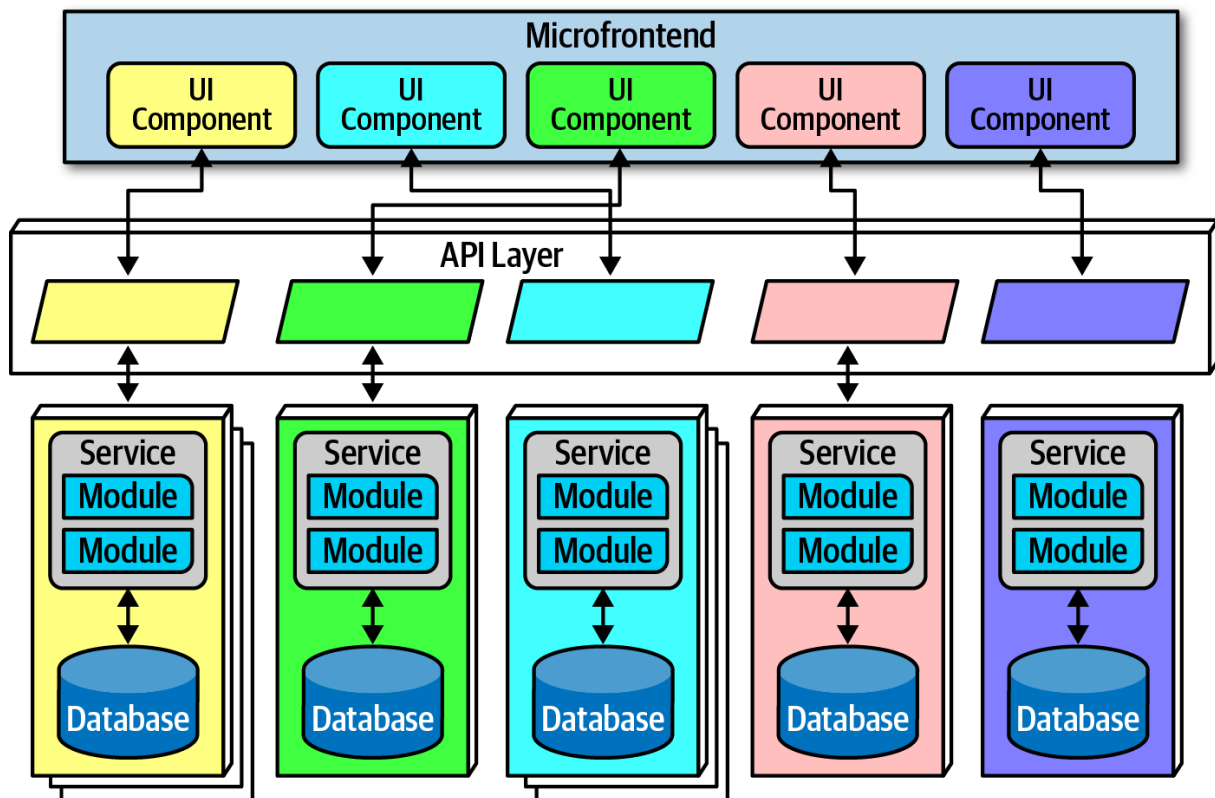 Microfrontend
UI
Component
UI
Component
UI
Component
UI
Component
UI
Component
API Layer
Service
Module
Module
Database
Service
Module
Module
Database
Service
Module
Module
Database
Service
Module
Module
Database
Service
Module
Module
Database